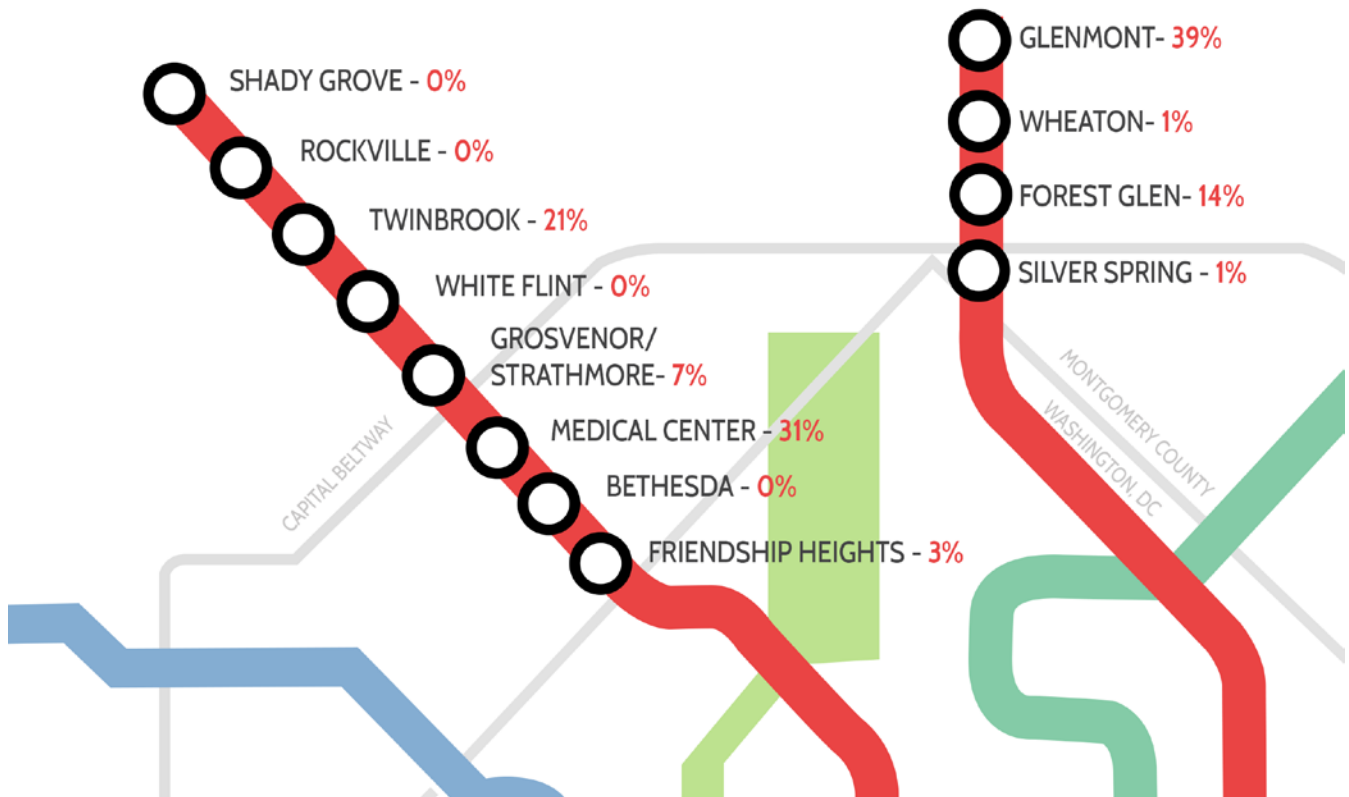 SHADY GROVE - 0%
ROCKVILLE - 0%
TWINBROOK - 21%
WHITE FLINT - 0%
GROSVENOR/
STRATHMORE- 7%
MEDICAL CENTER - 31%
BETHESDA - 0%
FRIENDSHIP HEIGHTS - 3%
GLENMONT- 39%
WHEATON- 1%
FOREST GLEN- 14%
SILVER SPRING - 1%
CAPITAL BELTWAY
MONTGOMERY COUNTY
WASHINGTON, DC